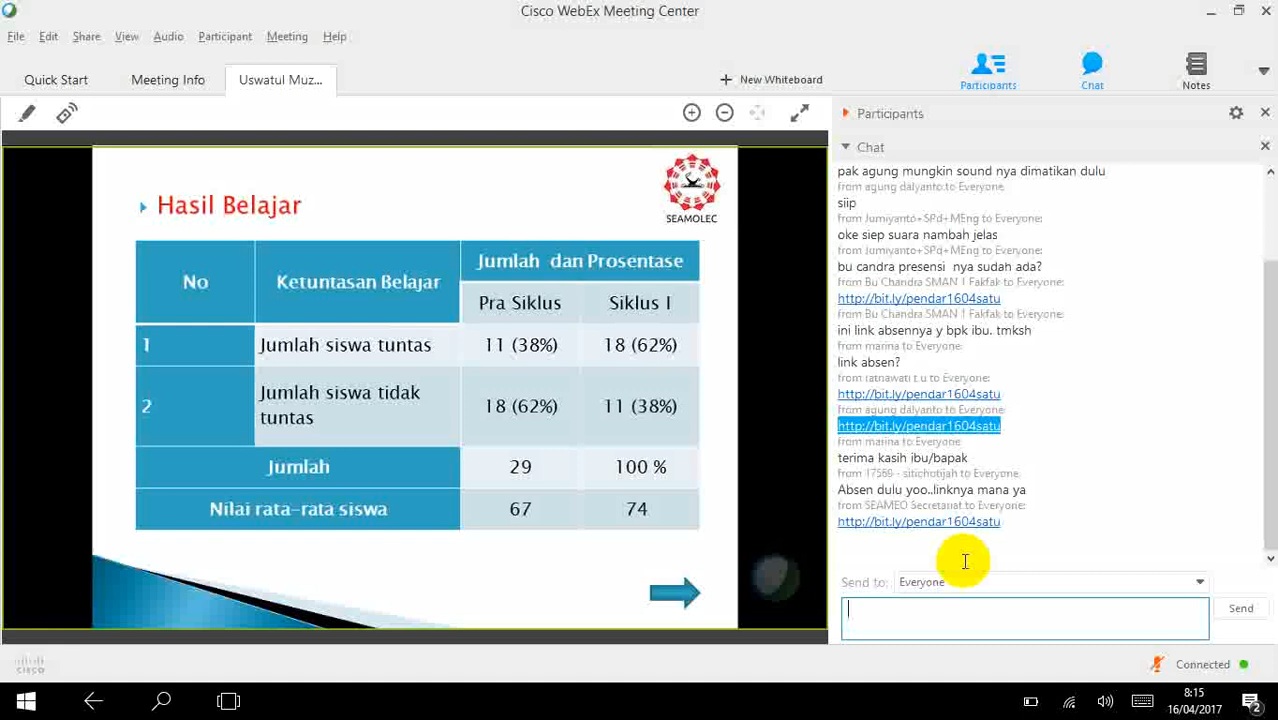 Cisco WebEx Meeting Center
File Edit Share View Audio Participant Meeting Help
Quick Start Meeting Info Uswatul Muz... New Whiteboard
Participants Chat Notes
Hasil Belajar
SEAMOLEC
No Ketuntasan Belajar Jumlah dan Prosentase
Pra Siklus Siklus I
1 Jumlah siswa tuntas 11 (38%) 18 (62%)
2 Jumlah siswa tidak tuntas 18 (62%) 11 (38%)
Jumlah 29 100 %
Nilai rata-rata siswa 67 74
Participants
Chat
pak agung mungkin sound nya dimatikan dulu
from agung dalyanto to Everyone:
siip
from Jumiyanto+SPd+MEng to Everyone:
oke siep suara nambah jelas
from Jumiyanto+SPd+MEng to Everyone:
bu candra presensi nya sudah ada?
from Bu Chandra SMAN 1 Fakfak to Everyone:
http://bit.ly/pendar1604satu
from Bu Chandra SMAN 1 Fakfak to Everyone:
ini link absennya y bpk ibu. tmksh
from marina to Everyone:
link absen?
from ratnawati t.u to Everyone:
http://bit.ly/pendar1604satu
from agung dalyanto to Everyone:
http://bit.ly/pendar1604satu
from marina to Everyone:
terima kasih ibu/bapak
from 17569 - sitichotijah to Everyone:
Absen dulu yoo..linknya mana ya
from SEAMEO Secretariat to Everyone:
http://bit.ly/pendar1604satu
Send to: Everyone
Send
cisco
Connected
8:15
16/04/2017
2